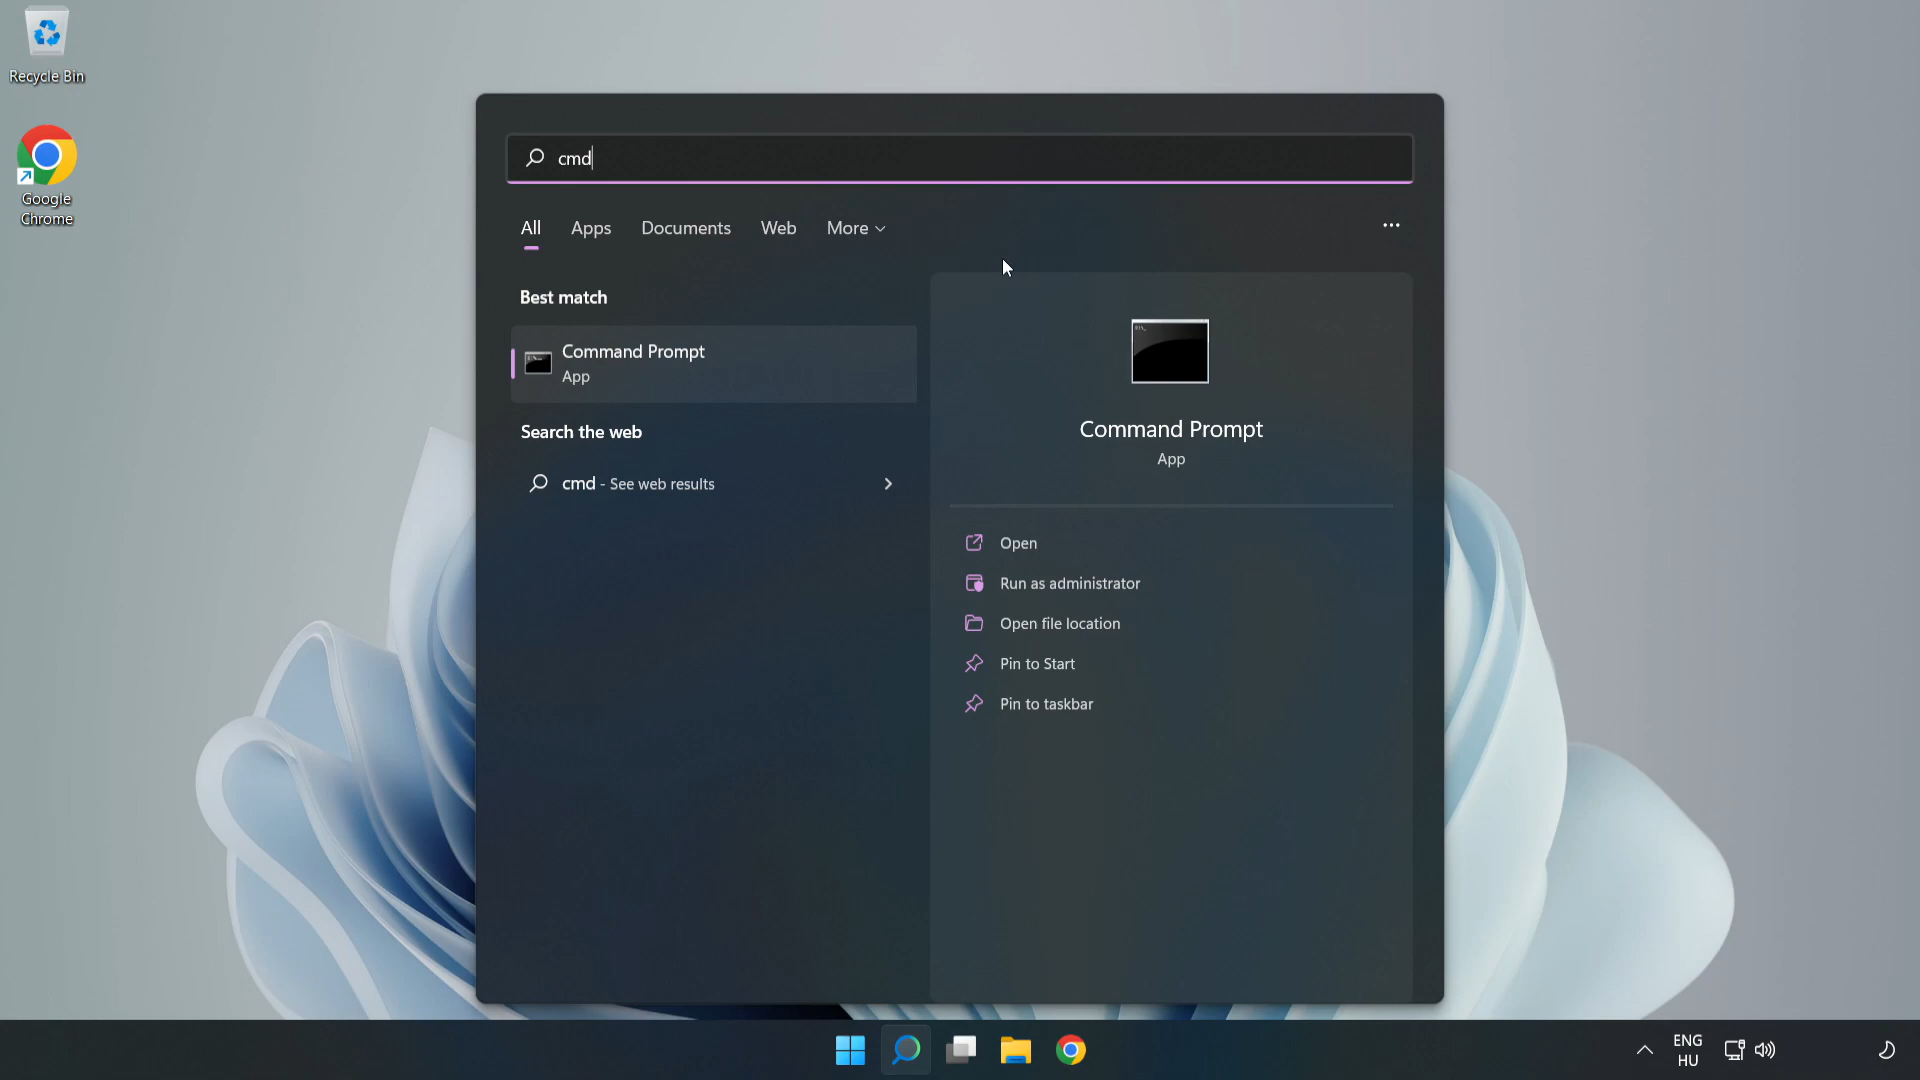 Recycle Bin
Google
Chrome
cmd
All
Apps
Documents
Web
More
Best match
Command Prompt
App
Search the web
cmd - See web results
Command Prompt
App
Open
Run as administrator
Open file location
Pin to Start
Pin to taskbar
ENG
HU